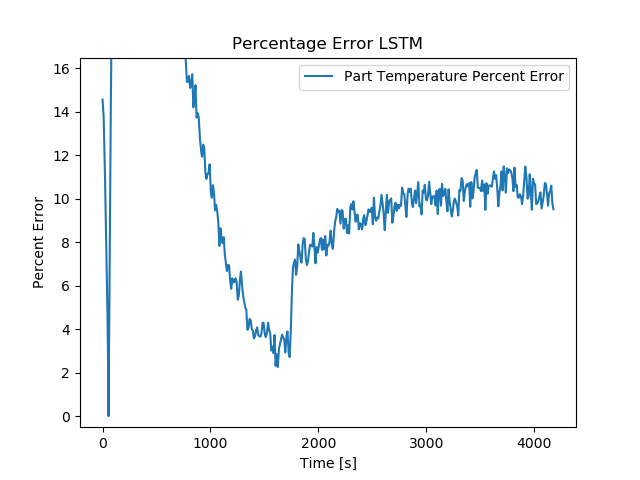 Percentage Error LSTM
Part Temperature Percent Error
Percent Error
16
14
12
10
8
6
4
2
0
0 1000 2000 3000 4000
Time [s]